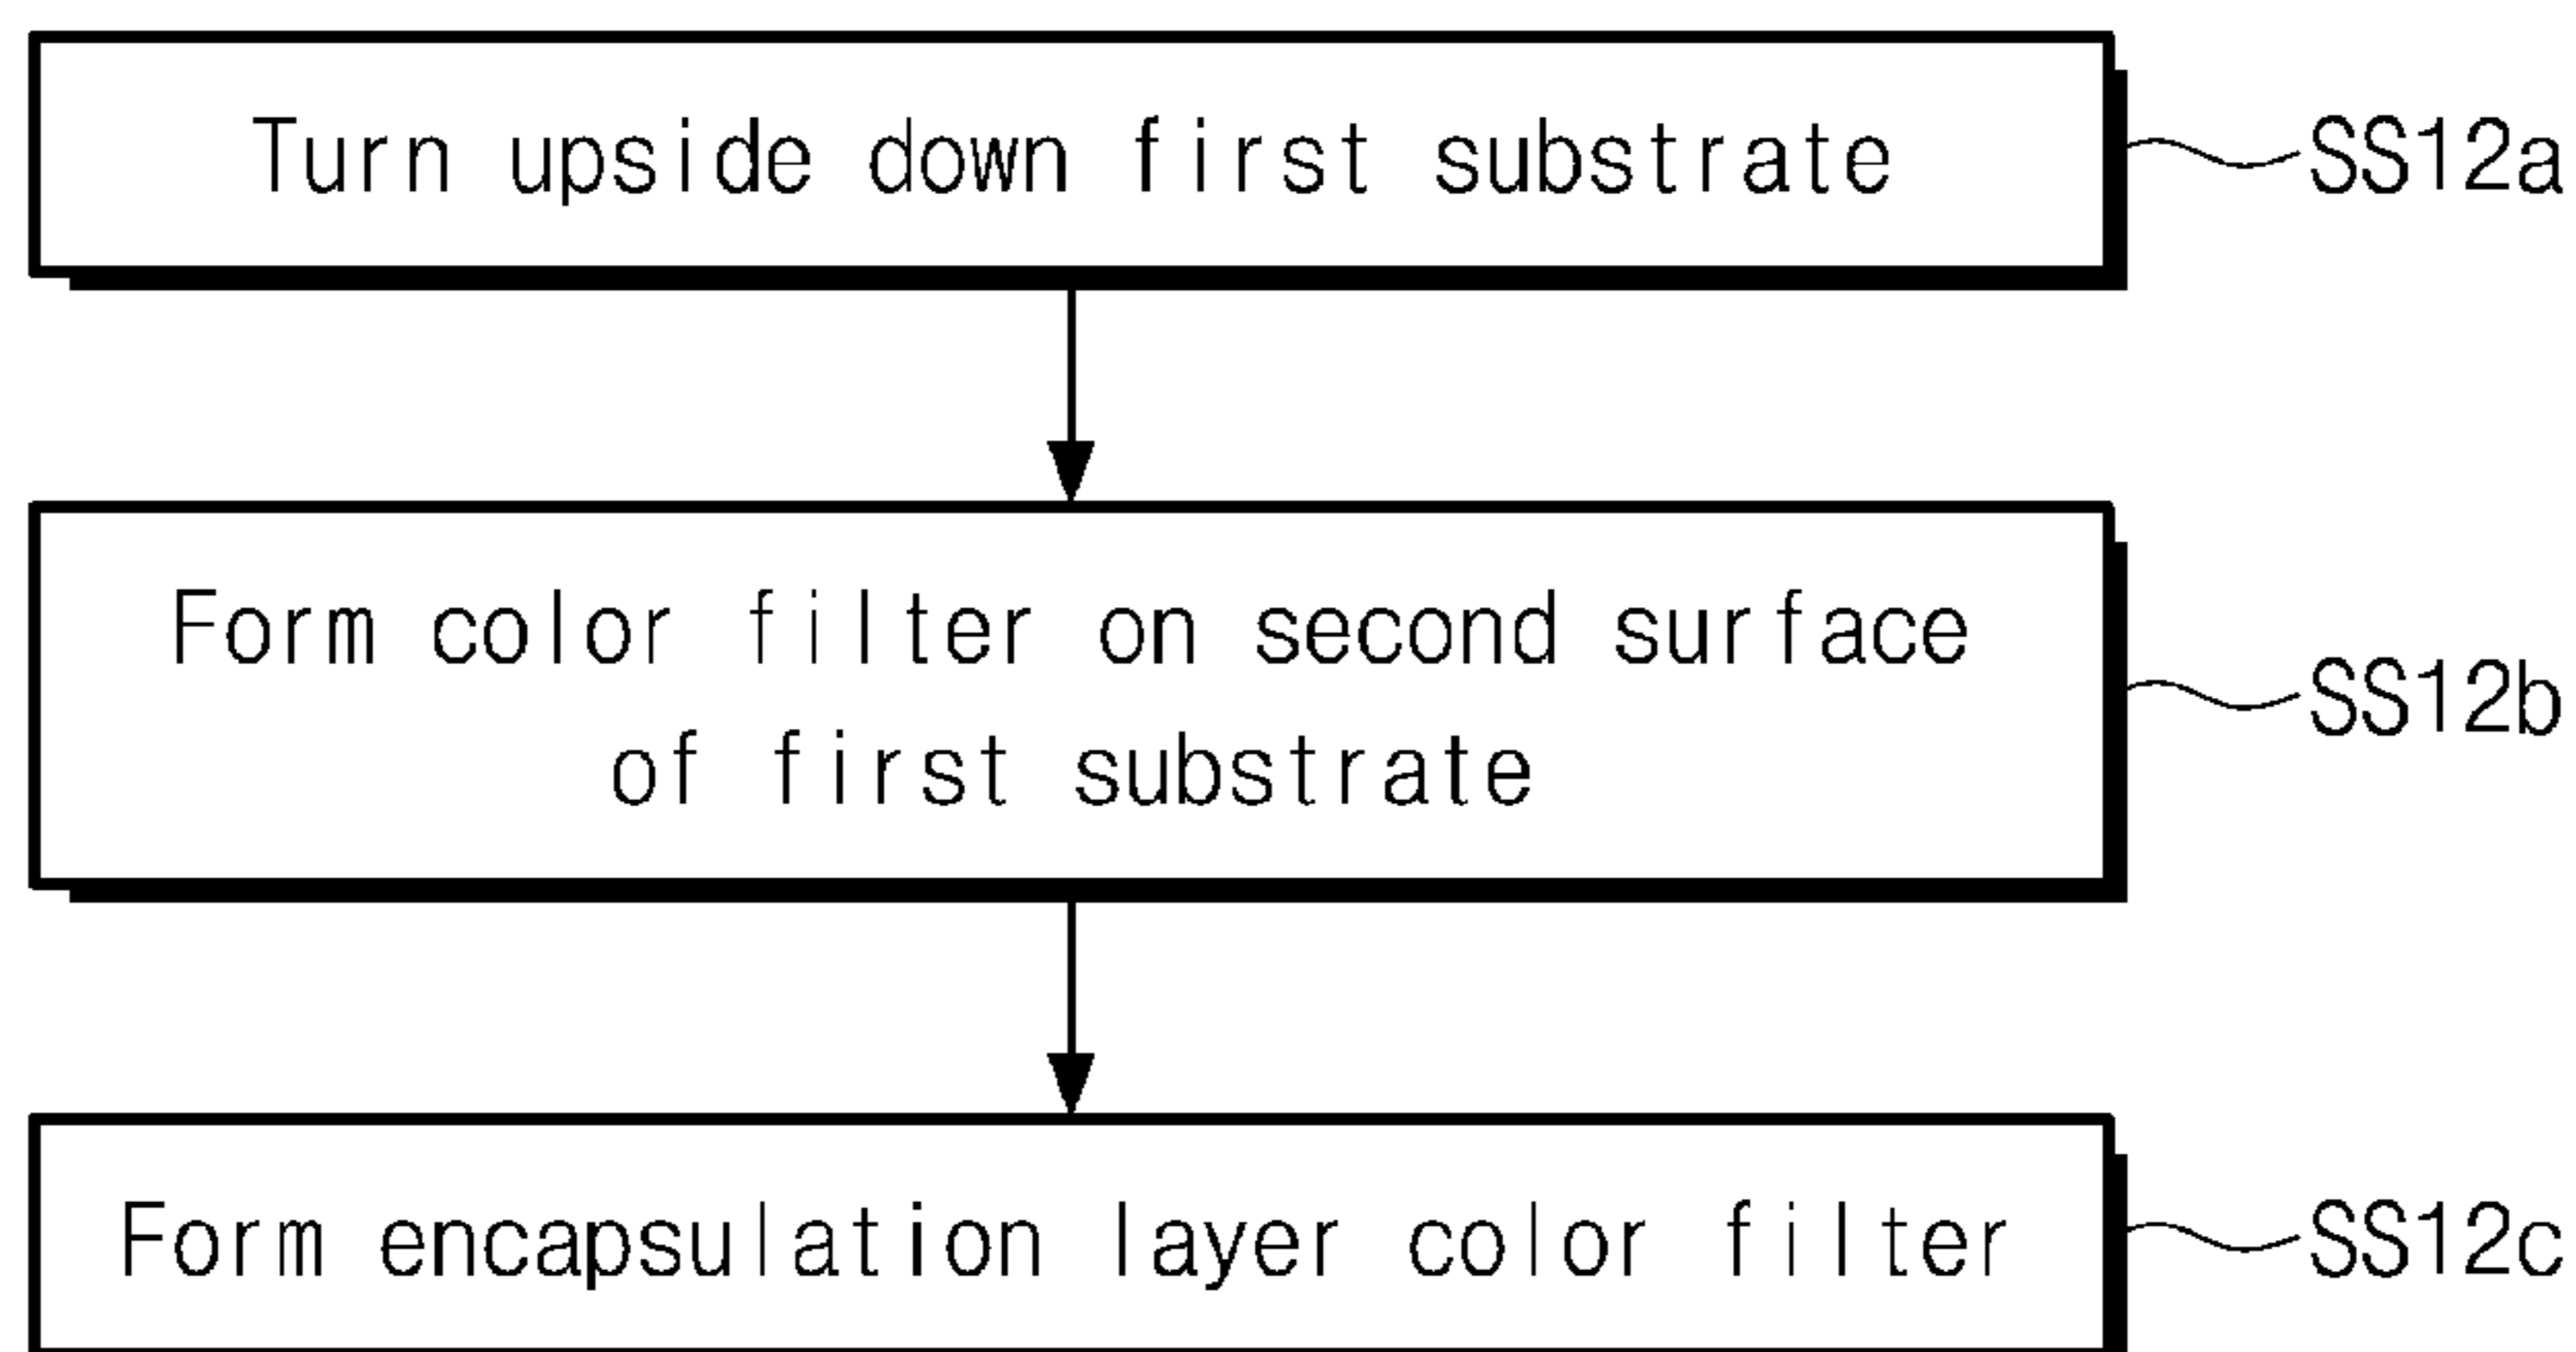 Turn upside down first substrate
SS12a
Form color filter on second surface
of first substrate
SS12b
Form encapsulation layer color filter
SS12c